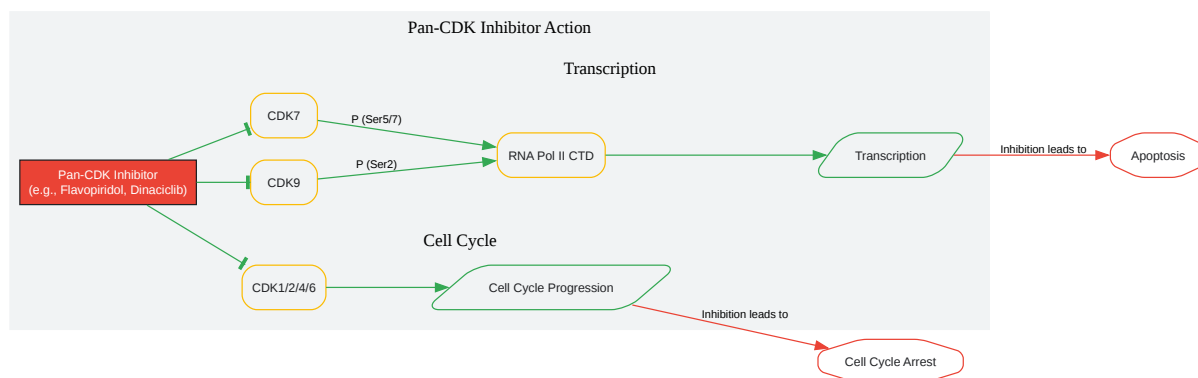 Pan-CDK Inhibitor Action
Transcription
CDK7
P (Ser5/7)
Pan-CDK Inhibitor
(e.g., Flavopiridol, Dinaciclib)
CDK9
P (Ser2)
RNA Pol II CTD
Transcription
Inhibition leads to
Apoptosis
Cell Cycle
CDK1/2/4/6
Cell Cycle Progression
Inhibition leads to
Cell Cycle Arrest